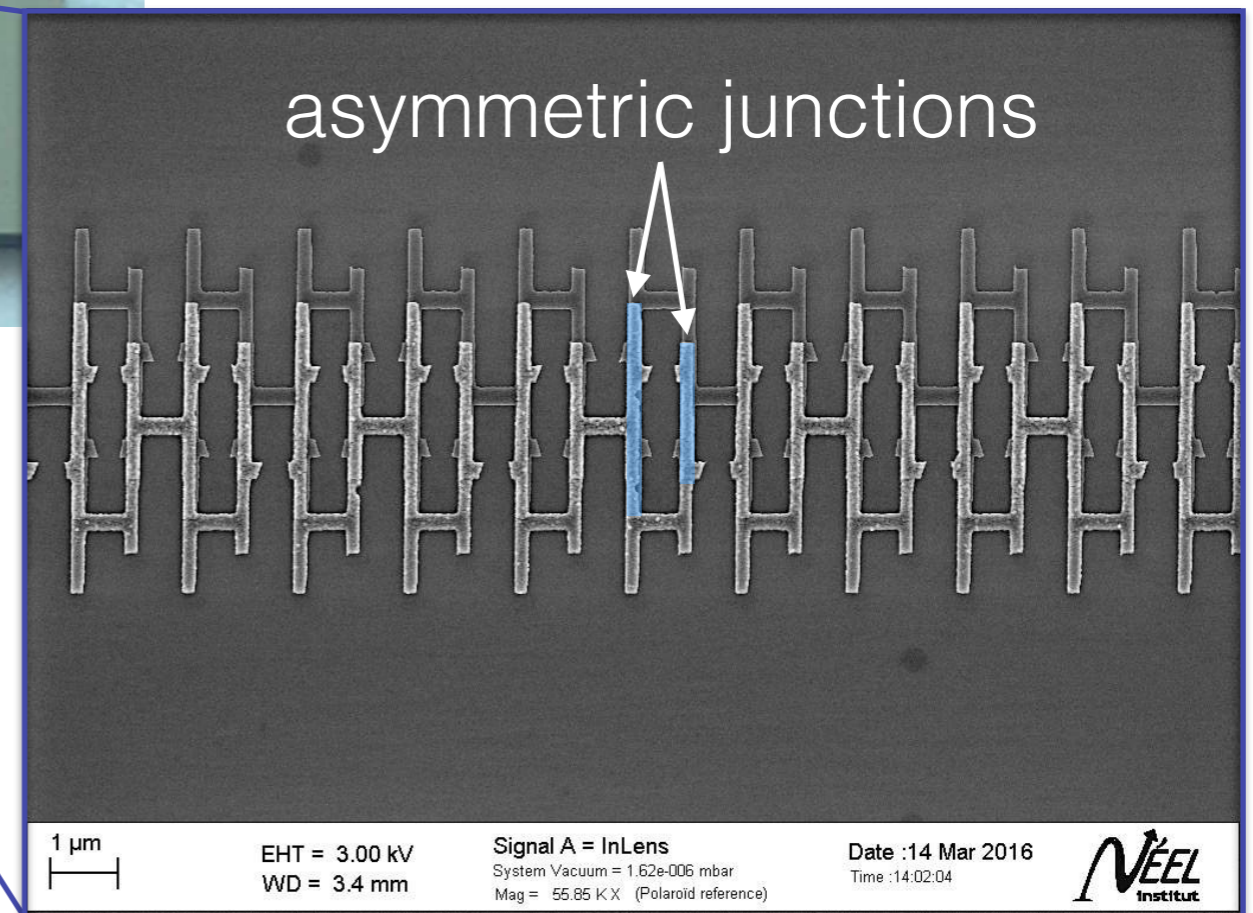 asymmetric junctions
1 µm
EHT = 3.00 kV
WD = 3.4 mm
Signal A = InLens
System Vacuum = 1.62e-006 mbar
Mag = 55.85 K X (Polaroïd reference)
Date :14 Mar 2016
Time :14:02:04
NÉEL
institut